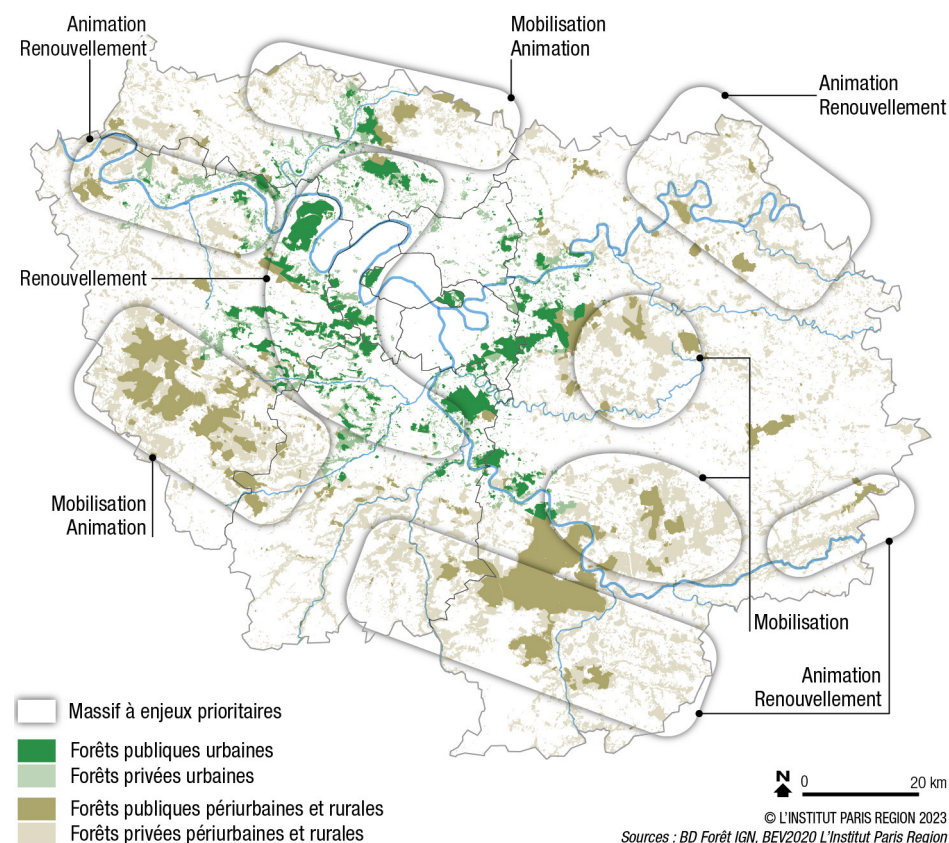 Animation
Renouvellement
Mobilisation
Animation
Animation
Renouvellement
Renouvellement
Mobilisation
Animation
Mobilisation
Animation
Renouvellement
Massif à enjeux prioritaires
Forêts publiques urbaines
Forêts privées urbaines
Forêts publiques périurbaines et rurales
Forêts privées périurbaines et rurales
N
0 20 km
© L'INSTITUT PARIS REGION 2023
Sources : BD Forêt IGN, BEV2020 L'Institut Paris Region